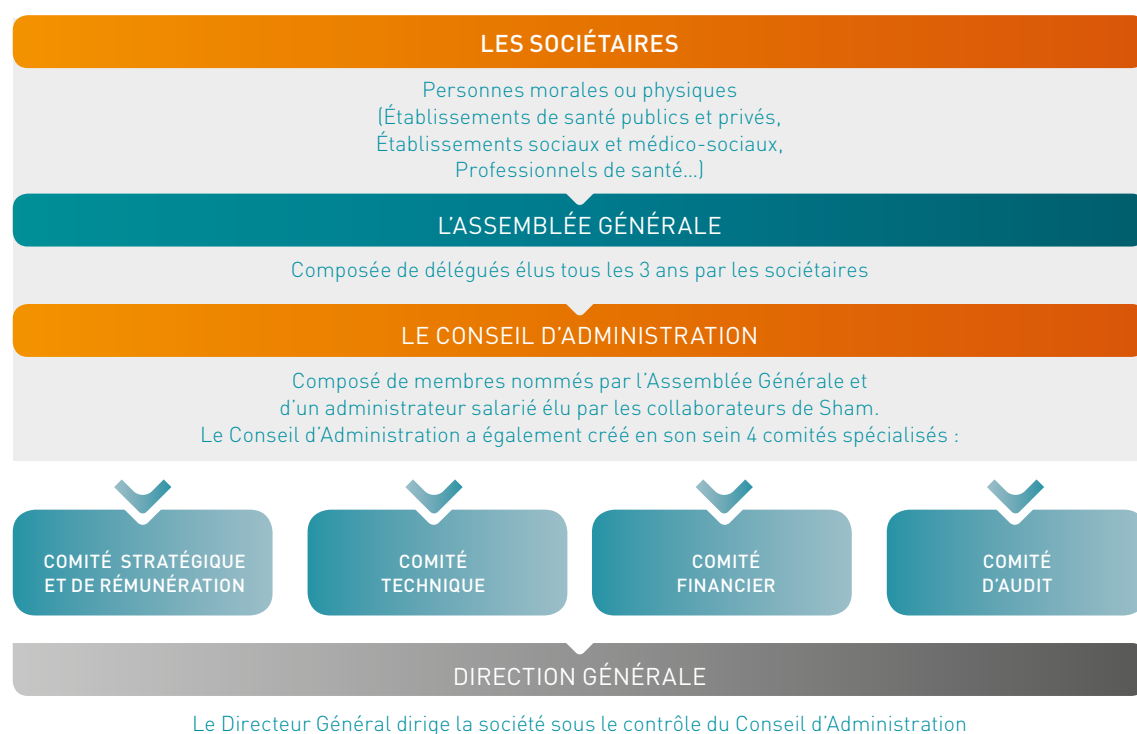 LES SOCIÉTAIRES
Personnes morales ou physiques
(Établissements de santé publics et privés,
Établissements sociaux et médico-sociaux,
Professionnels de santé...)
L'ASSEMBLÉE GÉNÉRALE
Composée de délégués élus tous les 3 ans par les sociétaires
LE CONSEIL D'ADMINISTRATION
Composé de membres nommés par l'Assemblée Générale et
d'un administrateur salarié élu par les collaborateurs de Sham.
Le Conseil d'Administration a également créé en son sein 4 comités spécialisés :
COMITÉ STRATÉGIQUE
ET DE RÉMUNÉRATION
COMITÉ
TECHNIQUE
COMITÉ
FINANCIER
COMITÉ
D'AUDIT
DIRECTION GÉNÉRALE
Le Directeur Général dirige la société sous le contrôle du Conseil d'Administration